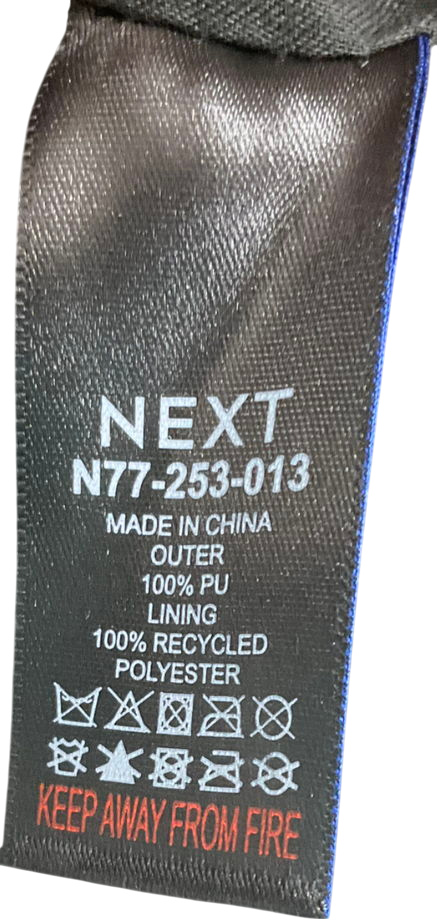 NEXT
N77-253-013
MADE IN CHINA
OUTER
100% PU
LINING
100% RECYCLED
POLYESTER
KEEP AWAY FROM FIRE